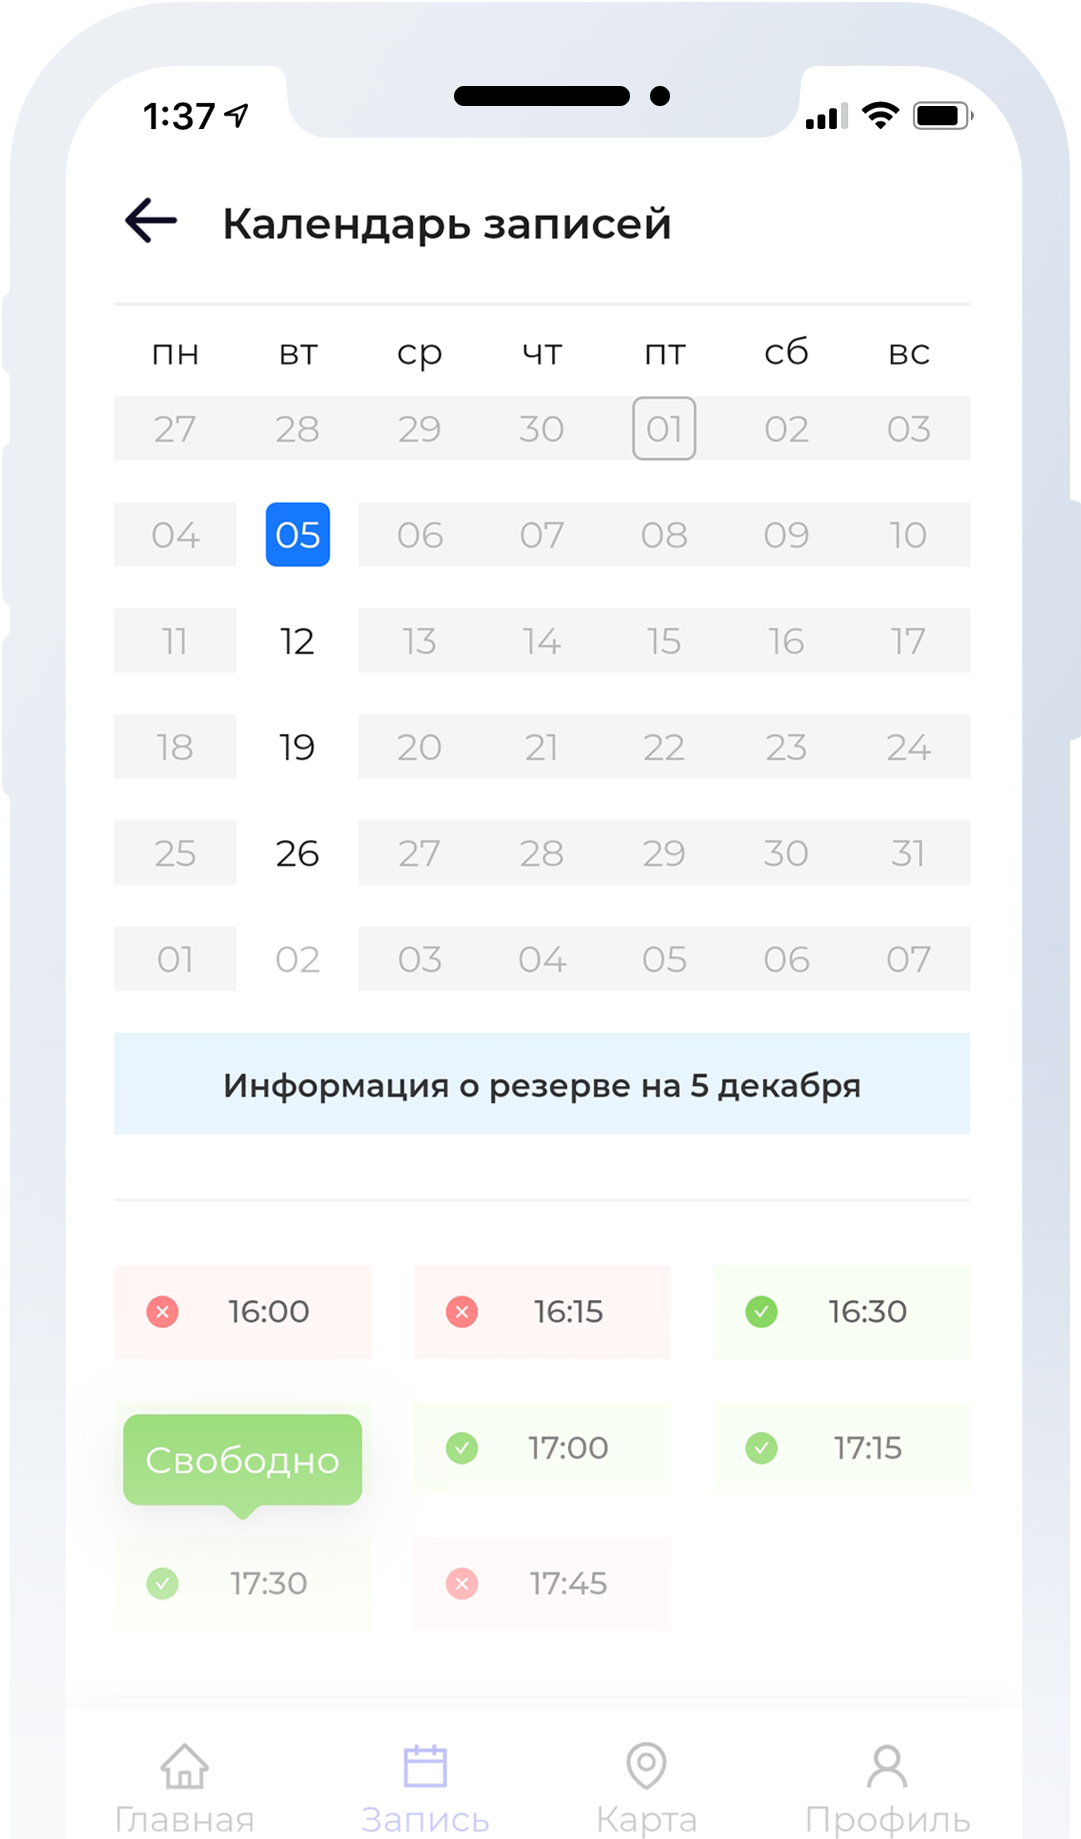 1:37
Календарь записей
пн вт ср чт пт сб вс
27 28 29 30 01 02 03
04 05 06 07 08 09 10
11 12 13 14 15 16 17
18 19 20 21 22 23 24
25 26 27 28 29 30 31
01 02 03 04 05 06 07
Информация о резерве на 5 декабря
16:00 16:15 16:30
Свободно 17:00 17:15
17:30 17:45
Главная Запись Карта Профиль